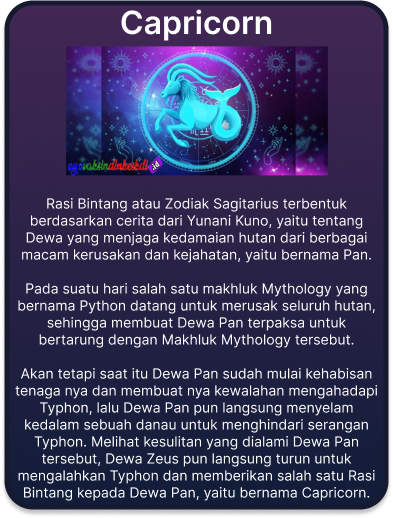 Capricorn
Rasi Bintang atau Zodiak Sagitarius terbentuk
berdasarkan cerita dari Yunani Kuno, yaitu tentang
Dewa yang menjaga kedamaian hutan dari berbagai
macam kerusakan dan kejahatan, yaitu bernama Pan.
Pada suatu hari salah satu makhluk Mythology yang
bernama Python datang untuk merusak seluruh hutan,
sehingga membuat Dewa Pan terpaksa untuk
bertarung dengan Makhluk Mythology tersebut.
Akan tetapi saat itu Dewa Pan sudah mulai kehabisan
tenaga nya dan membuat nya kewalahan mengahadapi
Typhon, lalu Dewa Pan pun langsung menyelam
kedalam sebuah danau untuk menghindari serangan
Typhon. Melihat kesulitan yang dialami Dewa Pan
tersebut, Dewa Zeus pun langsung turun untuk
mengalahkan Typhon dan memberikan salah satu Rasi
Bintang kepada Dewa Pan, yaitu bernama Capricorn.